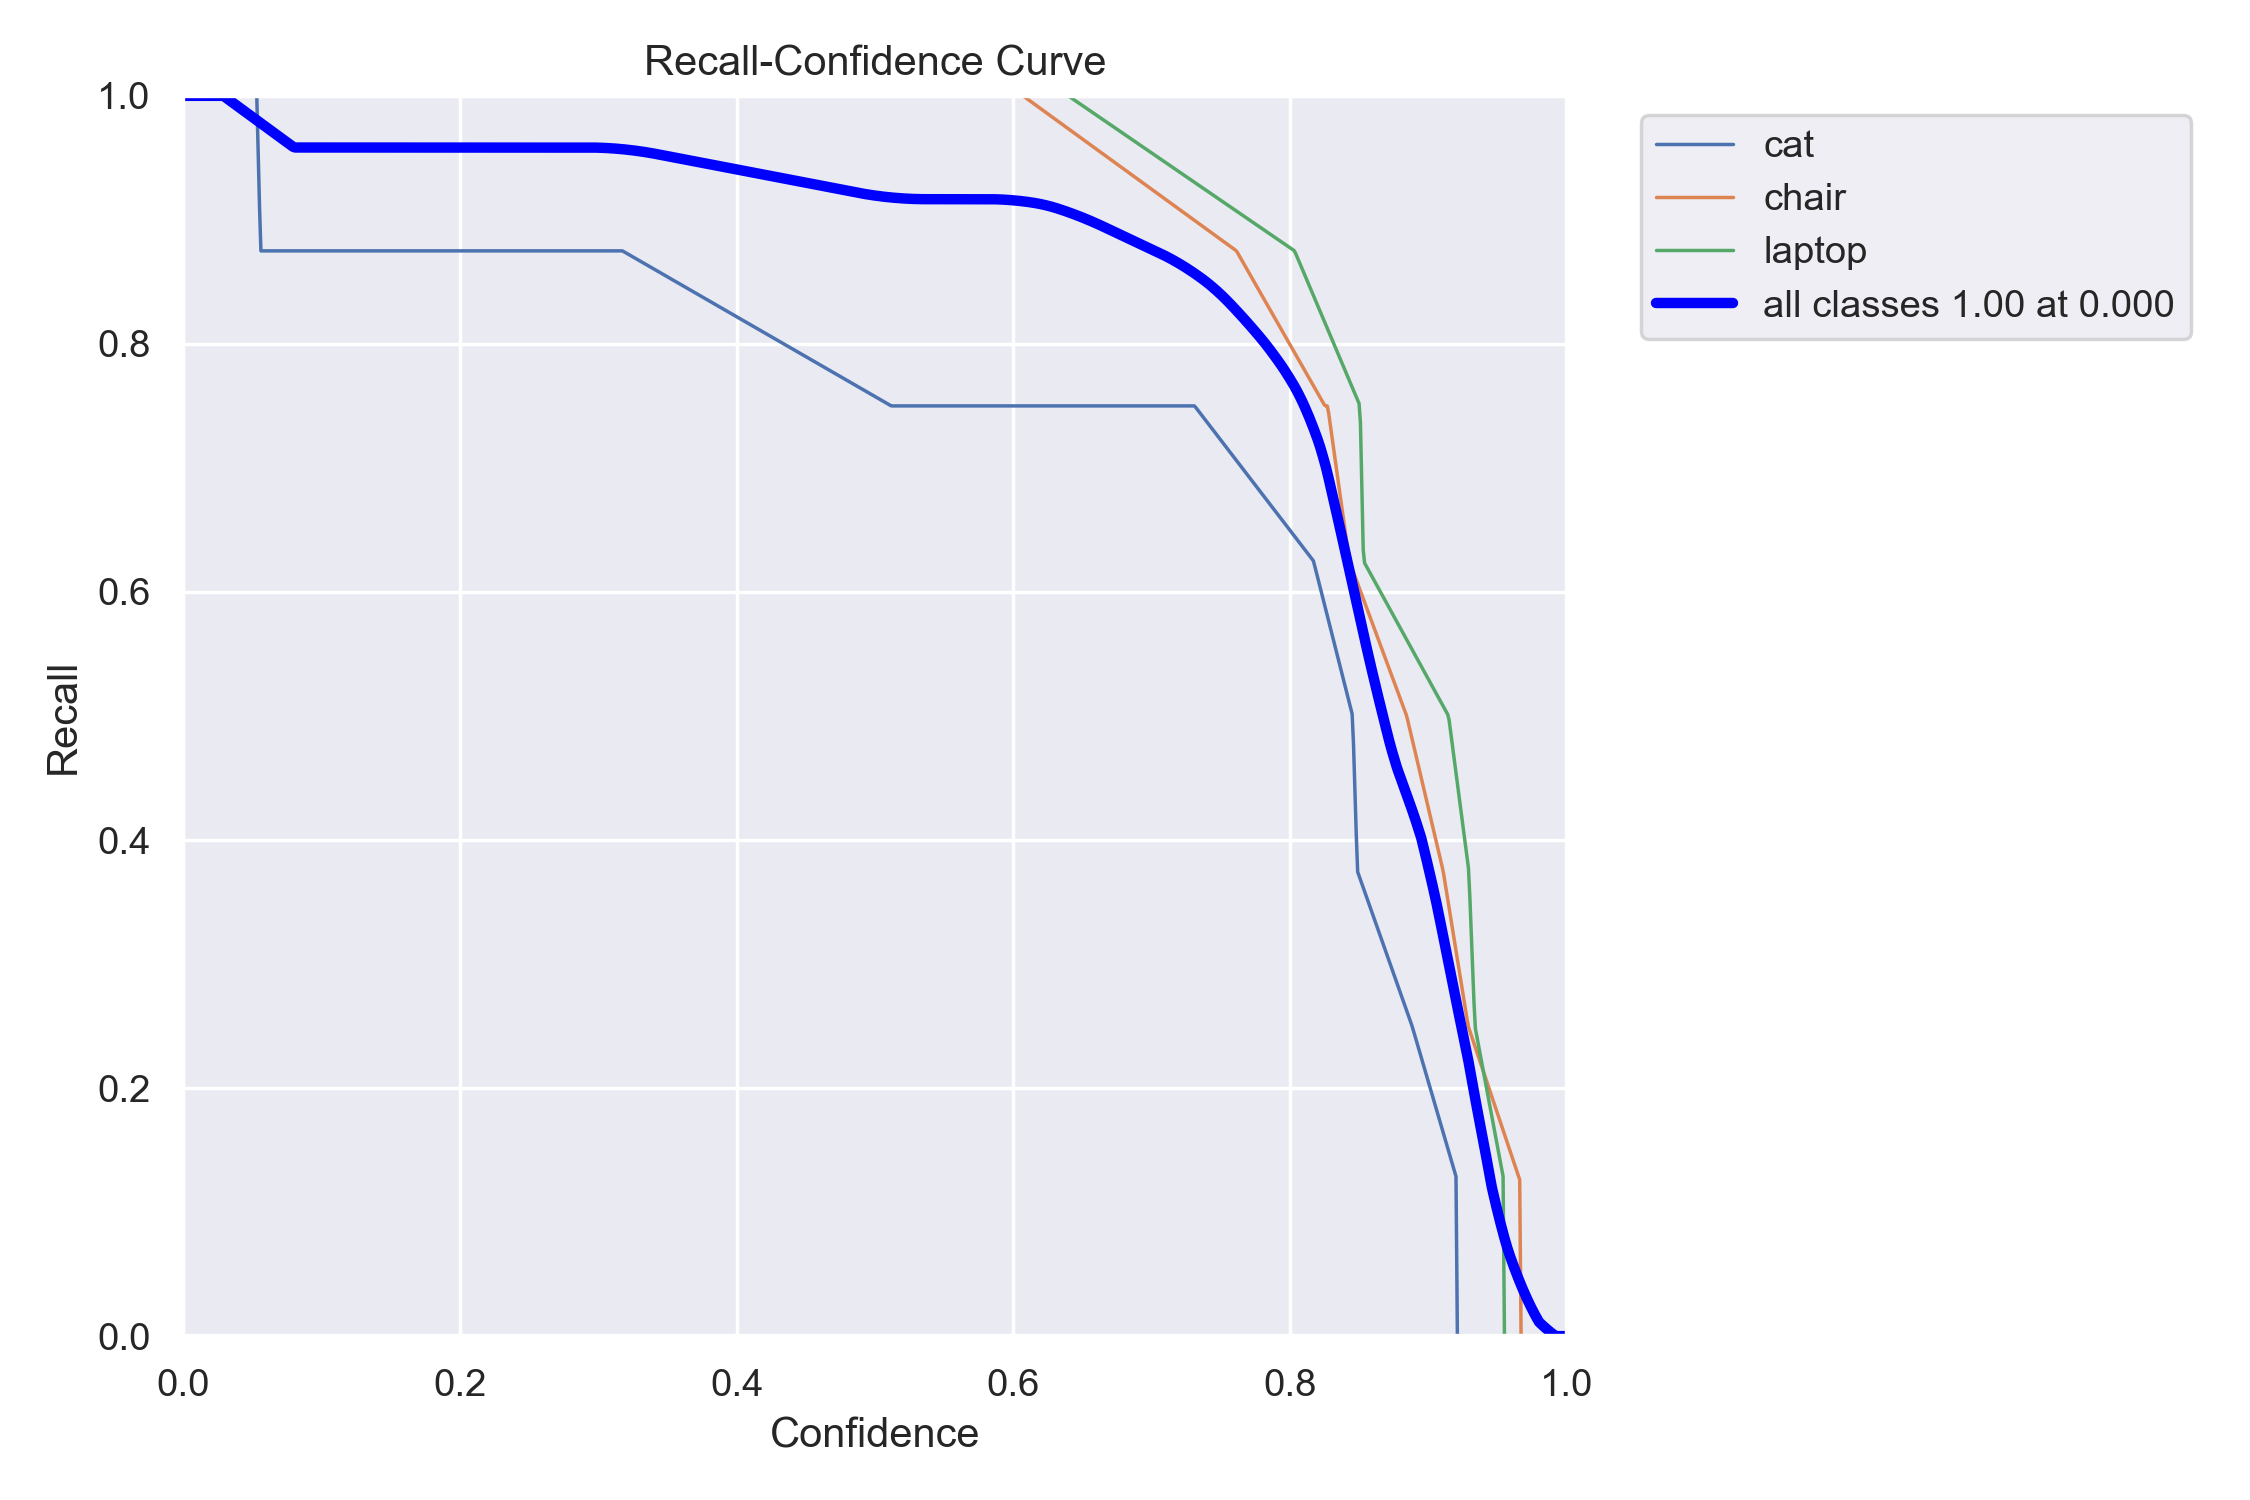 Recall-Confidence Curve
1.0
0.8
0.6
0.4
0.2
0.0
Recall
0.0 0.2 0.4 0.6 0.8 1.0
Confidence
cat
chair
laptop
all classes 1.00 at 0.000